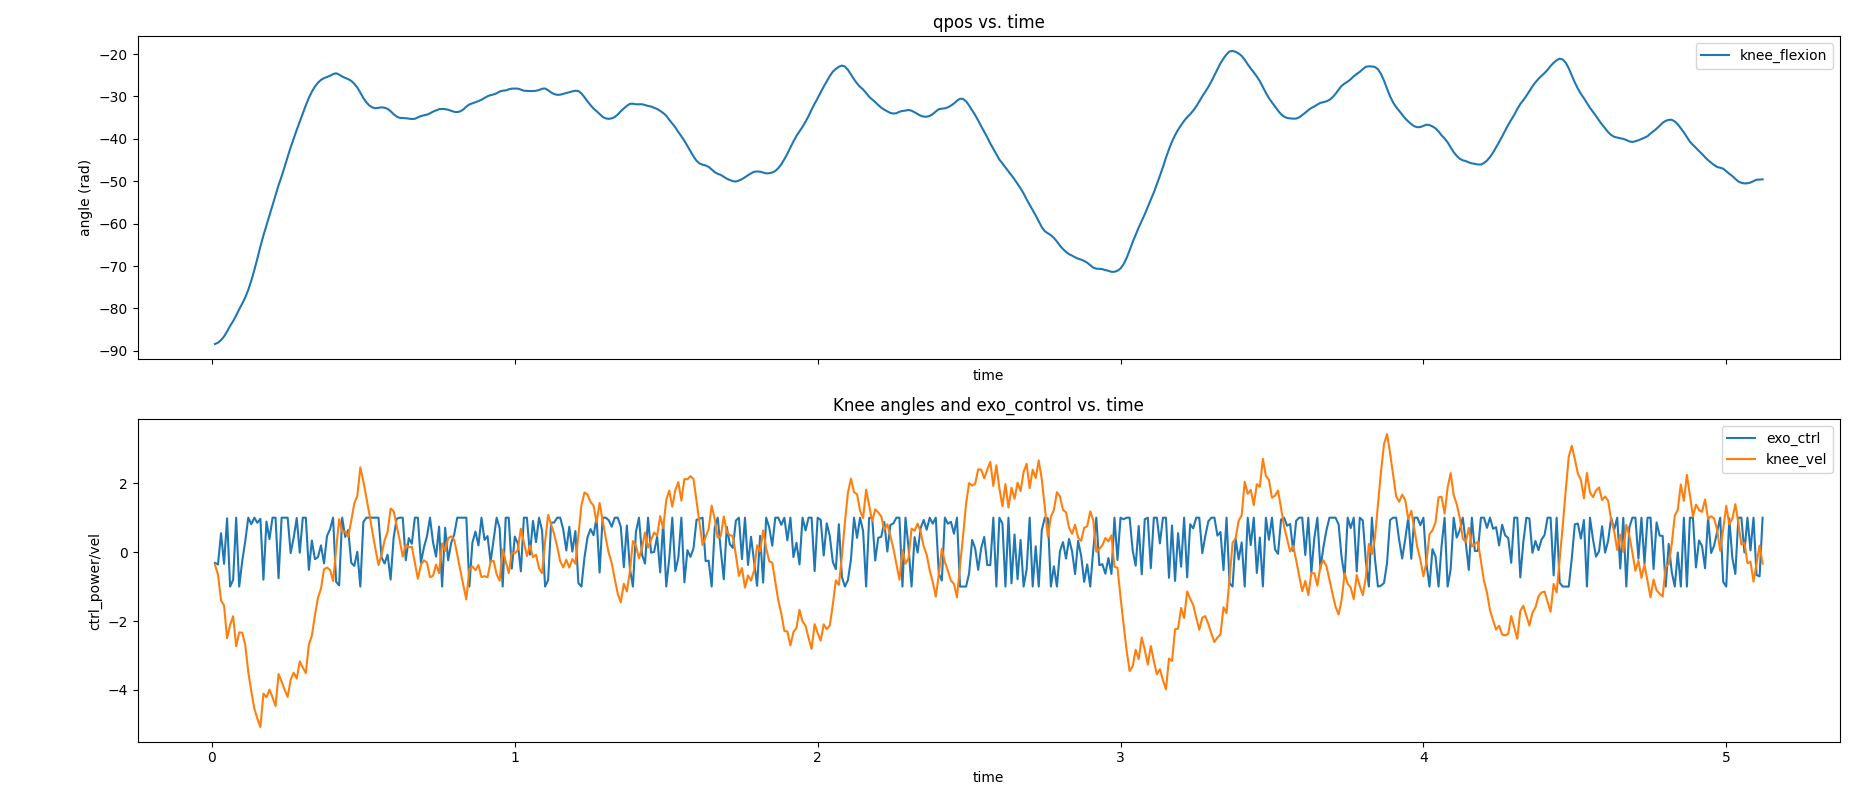 qpos vs. time
knee_flexion
angle (rad)
−20
−30
−40
−50
−60
−70
−80
−90
time
Knee angles and exo_control vs. time
exo_ctrl
knee_vel
ctrl_power/vel
2
0
−2
−4
0 1 2 3 4 5
time